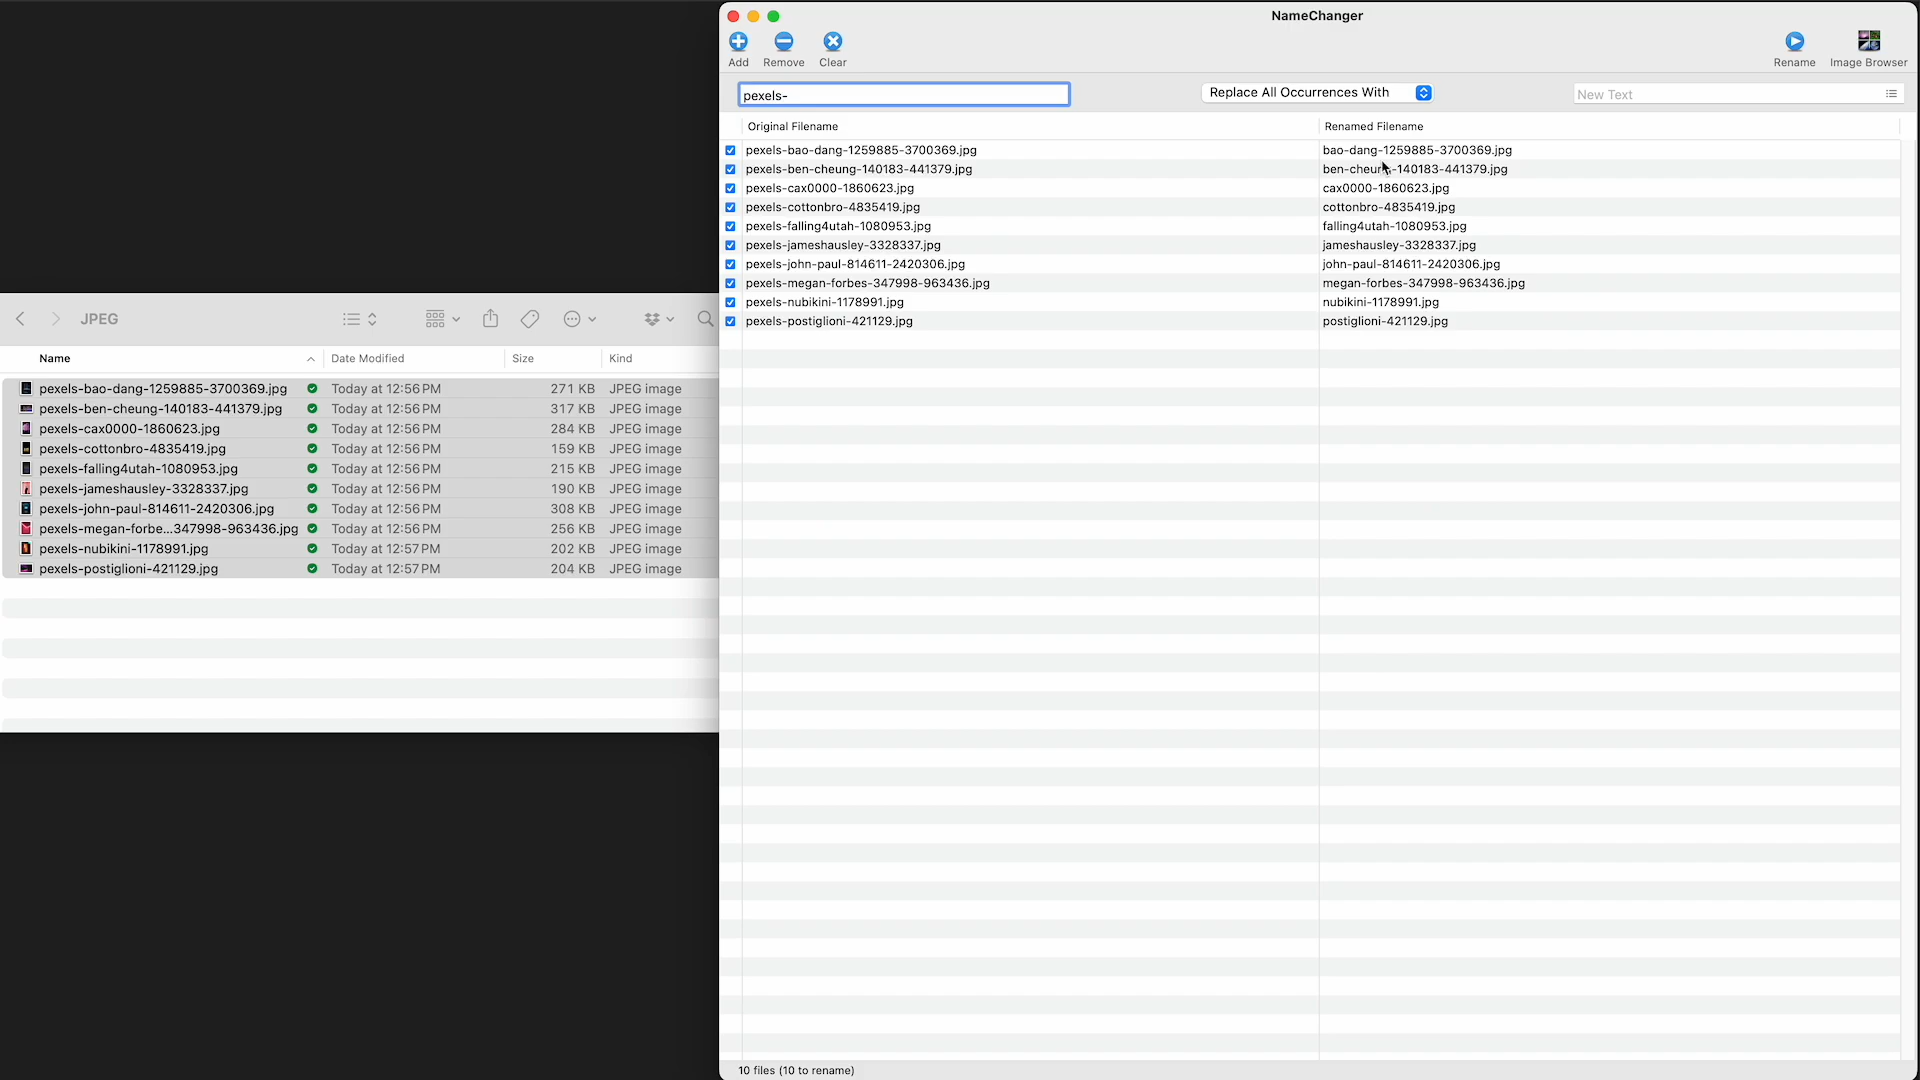 NameChanger
Add Remove Clear Rename Image Browser
pexels- Replace All Occurrences With New Text
Original Filename Renamed Filename
pexels-bao-dang-1259885-3700369.jpg bao-dang-1259885-3700369.jpg
pexels-ben-cheung-140183-441379.jpg ben-cheung-140183-441379.jpg
pexels-cax0000-1860623.jpg cax0000-1860623.jpg
pexels-cottonbro-4835419.jpg cottonbro-4835419.jpg
pexels-falling4utah-1080953.jpg falling4utah-1080953.jpg
pexels-jameshausley-3328337.jpg jameshausley-3328337.jpg
pexels-john-paul-814611-2420306.jpg john-paul-814611-2420306.jpg
pexels-megan-forbes-347998-963436.jpg megan-forbes-347998-963436.jpg
pexels-nubikini-1178991.jpg nubikini-1178991.jpg
pexels-postiglioni-421129.jpg postiglioni-421129.jpg
10 files (10 to rename)
JPEG
Name Date Modified Size Kind
pexels-bao-dang-1259885-3700369.jpg Today at 12:56 PM 271 KB JPEG image
pexels-ben-cheung-140183-441379.jpg Today at 12:56 PM 317 KB JPEG image
pexels-cax0000-1860623.jpg Today at 12:56 PM 284 KB JPEG image
pexels-cottonbro-4835419.jpg Today at 12:56 PM 159 KB JPEG image
pexels-falling4utah-1080953.jpg Today at 12:56 PM 215 KB JPEG image
pexels-jameshausley-3328337.jpg Today at 12:56 PM 190 KB JPEG image
pexels-john-paul-814611-2420306.jpg Today at 12:56 PM 308 KB JPEG image
pexels-megan-forbe...347998-963436.jpg Today at 12:56 PM 256 KB JPEG image
pexels-nubikini-1178991.jpg Today at 12:57 PM 202 KB JPEG image
pexels-postiglioni-421129.jpg Today at 12:57 PM 204 KB JPEG image